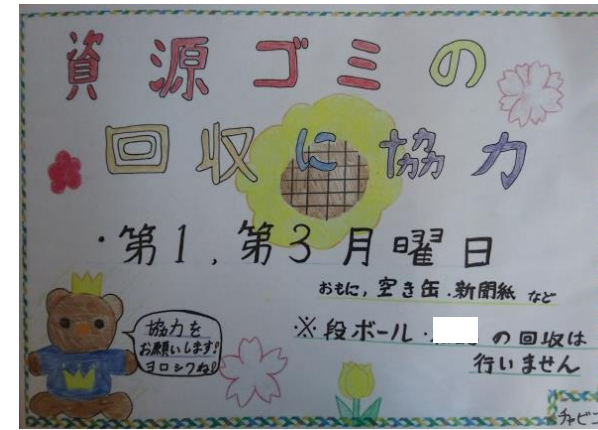 資源ゴミの
回収に協力
・第1,第3月曜日
おもに,空き缶.新聞紙 など
※段ボール・ の回収は
行いません
協力を
お願いします!
ヨロシクね!